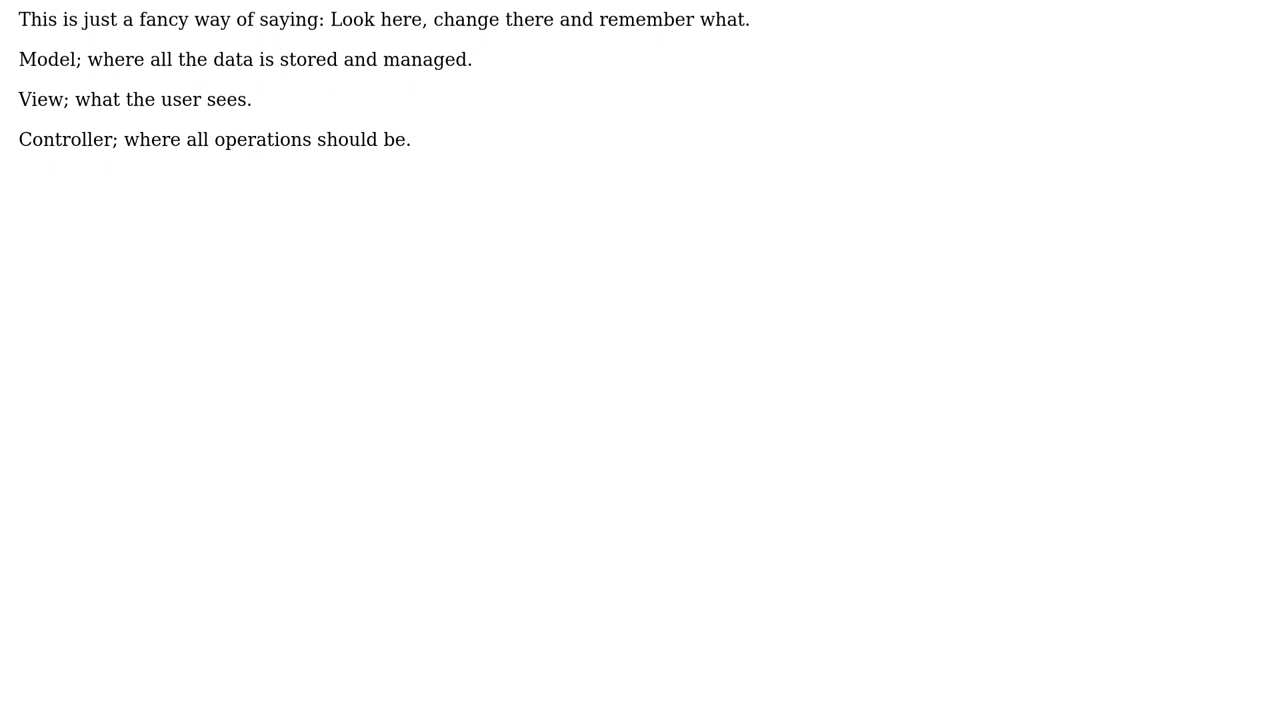 This is just a fancy way of saying: Look here, change there and remember what.
Model; where all the data is stored and managed.
View; what the user sees.
Controller; where all operations should be.